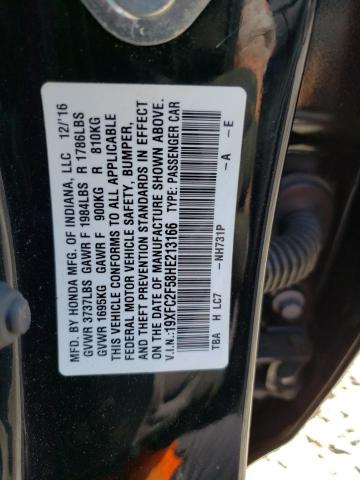 MFD. BY HONDA MFG. OF INDIANA, LLC 12/'16
GVWR 3737LBS GAWR F 1984LBS R 1786LBS
GVWR 1695KG GAWR F 900KG R 810KG
THIS VEHICLE CONFORMS TO ALL APPLICABLE
FEDERAL MOTOR VEHICLE SAFETY, BUMPER,
AND THEFT PREVENTION STANDARDS IN EFFECT
ON THE DATE OF MANUFACTURE SHOWN ABOVE.
V.I.N.:19XFC2F58HE213166 TYPE: PASSENGER CAR
TBA H LC7 -NH731P -A -E